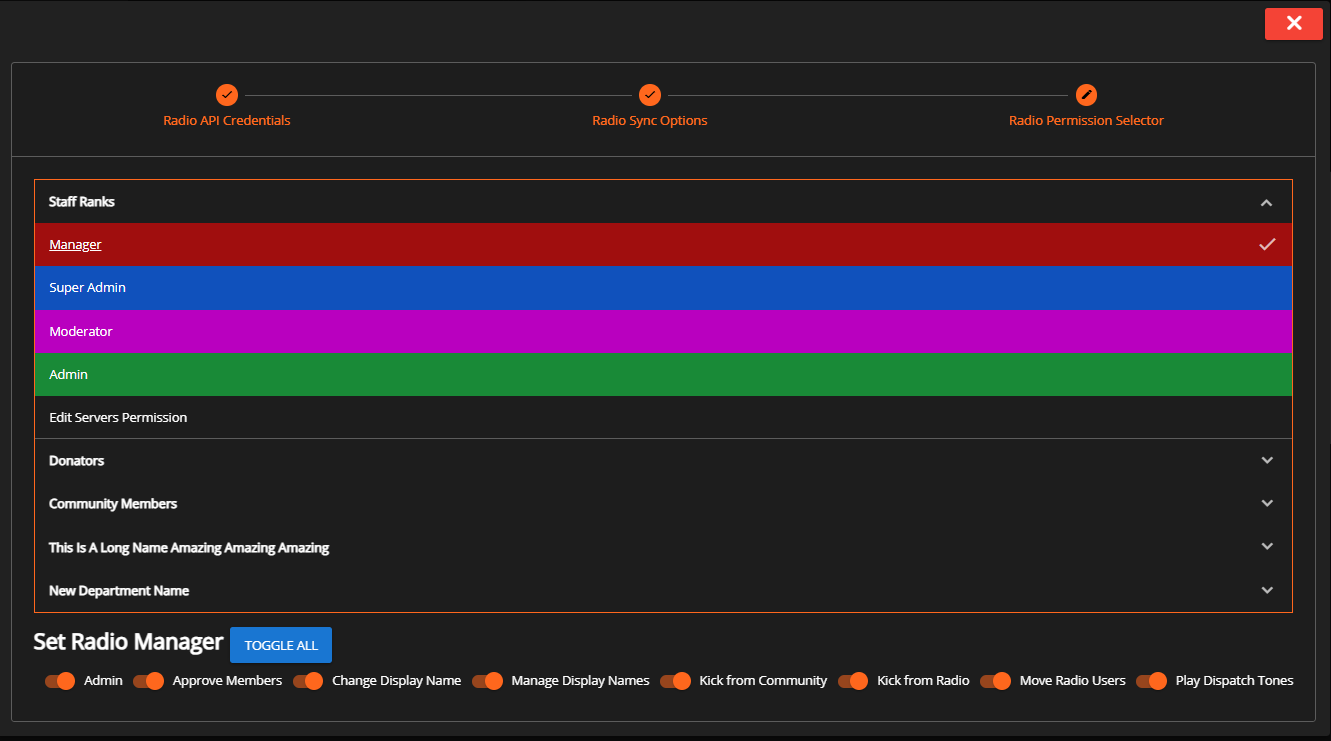 Radio API Credentials
Radio Sync Options
Radio Permission Selector
Staff Ranks
Manager
Super Admin
Moderator
Admin
Edit Servers Permission
Donators
Community Members
This Is A Long Name Amazing Amazing Amazing
New Department Name
Set Radio Manager
TOGGLE ALL
Admin
Approve Members
Change Display Name
Manage Display Names
Kick from Community
Kick from Radio
Move Radio Users
Play Dispatch Tones